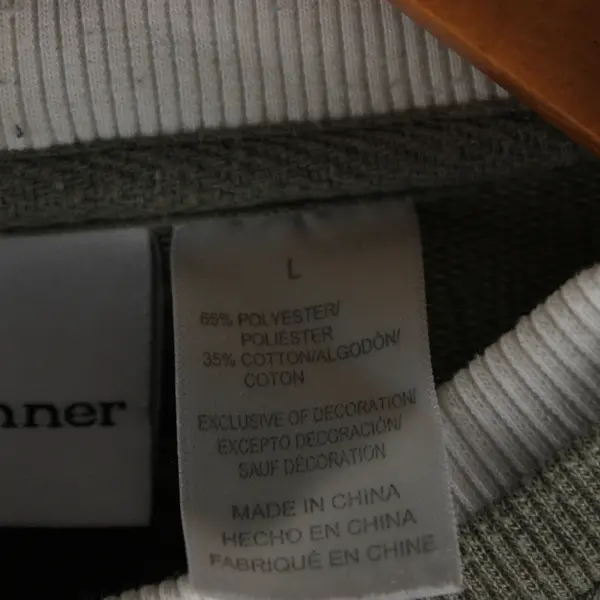 L
65% POLYESTER/
POLIÉSTER
35% COTTON/ALGODÓN/
COTON
EXCLUSIVE OF DECORATION/
EXCEPTO DECORACIÓN/
SAUF DÉCORATION
MADE IN CHINA
HECHO EN CHINA
FABRIQUÉ EN CHINE